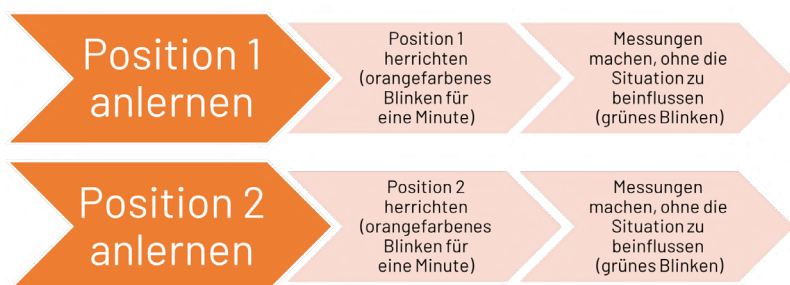 Position 1
anlernen
Position 1
herrichten
(orangefarbenes
Blinken für
eine Minute)
Messungen
machen, ohne die
Situation zu
beinflussen
(grünes Blinken)
Position 2
anlernen
Position 2
herrichten
(orangefarbenes
Blinken für
eine Minute)
Messungen
machen, ohne die
Situation zu
beinflussen
(grünes Blinken)